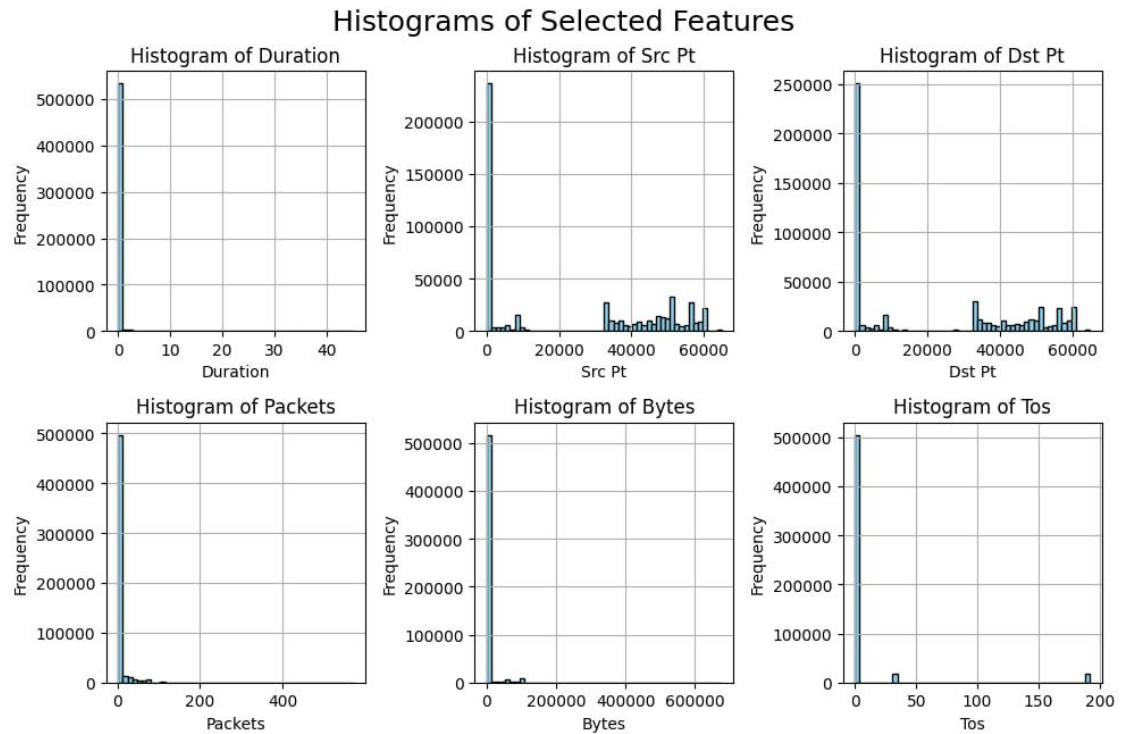 Histograms of Selected Features
Histogram of Duration
500000
400000
300000
200000
100000
0
Frequency
0 10 20 30 40
Duration
Histogram of Src Pt
200000
150000
100000
50000
0
Frequency
0 20000 40000 60000
Src Pt
Histogram of Dst Pt
250000
200000
150000
100000
50000
0
Frequency
0 20000 40000 60000
Dst Pt
Histogram of Packets
500000
400000
300000
200000
100000
0
Frequency
0 200 400
Packets
Histogram of Bytes
500000
400000
300000
200000
100000
0
Frequency
0 200000 400000 600000
Bytes
Histogram of Tos
500000
400000
300000
200000
100000
0
Frequency
0 50 100 150 200
Tos